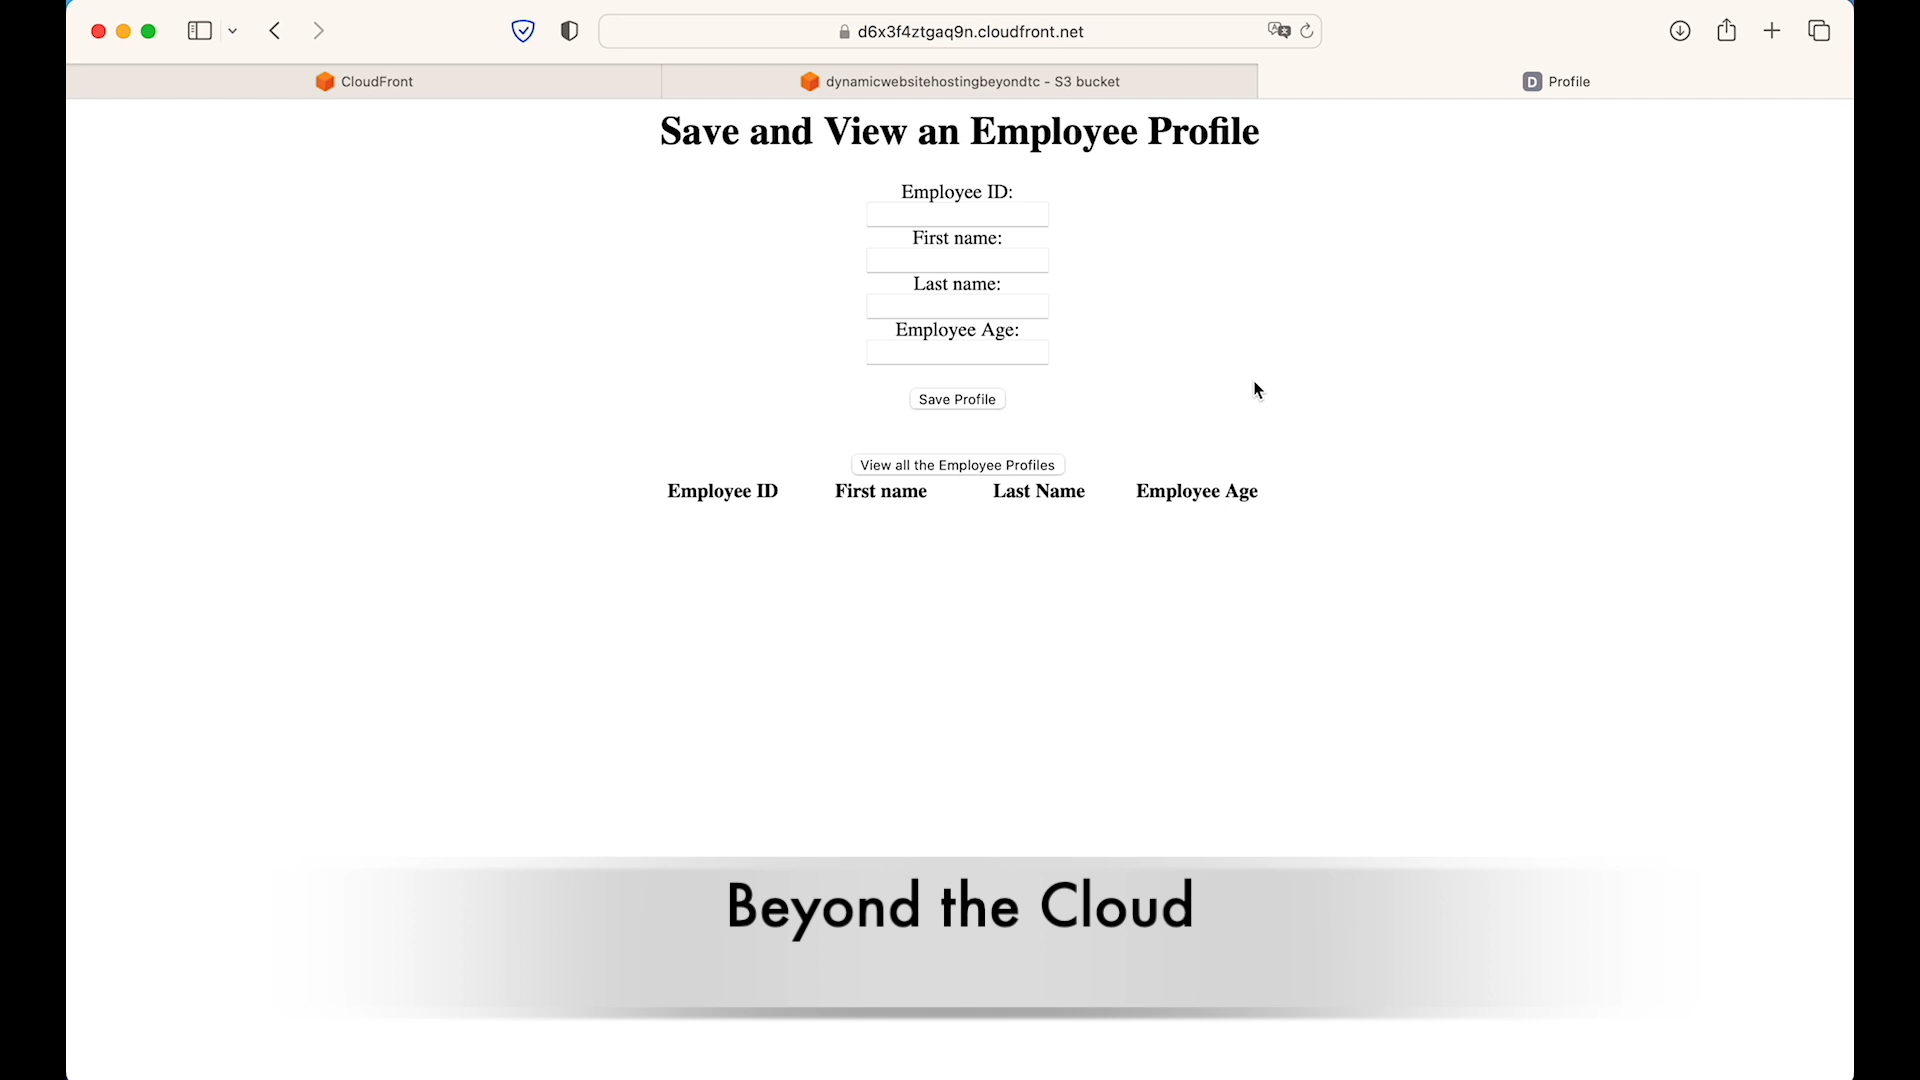 d6x3f4ztgaq9n.cloudfront.net
CloudFront
dynamicwebsitehostingbeyondtc - S3 bucket
D Profile
Save and View an Employee Profile
Employee ID:
First name:
Last name:
Employee Age:
Save Profile
View all the Employee Profiles
Employee ID First name Last Name Employee Age
Beyond the Cloud